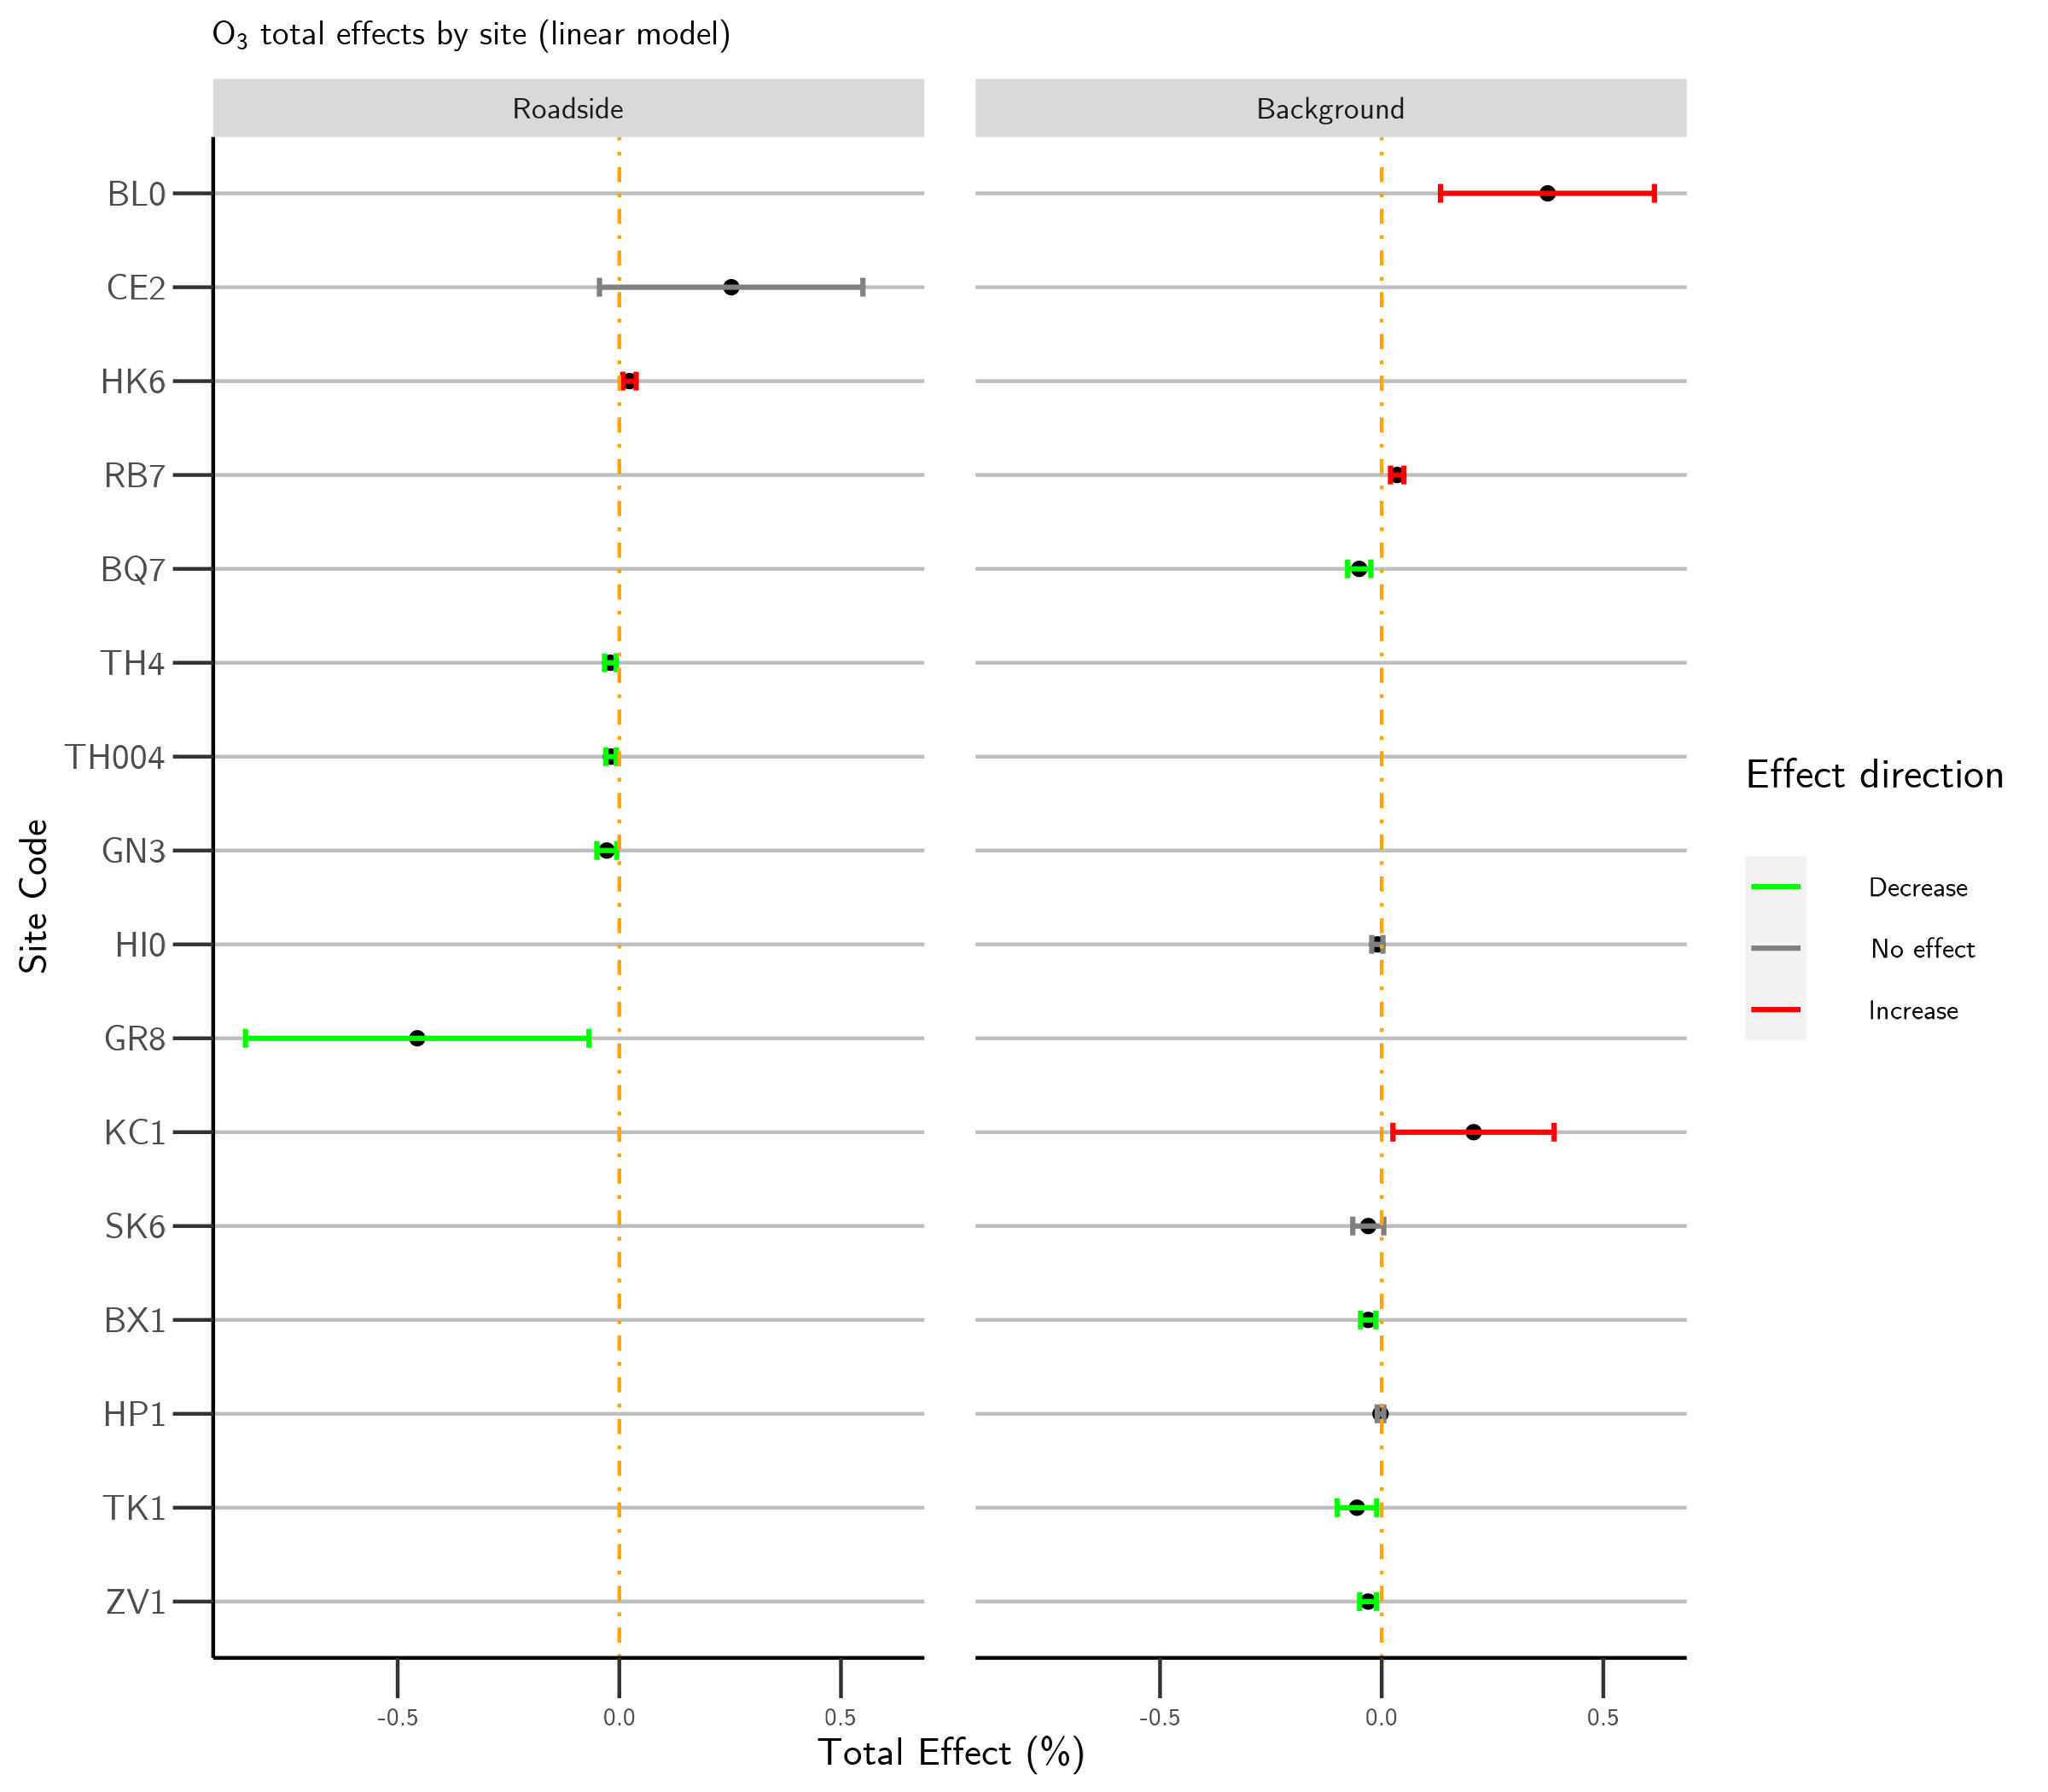 O₃ total effects by site (linear model)
Roadside
Background
BL0
CE2
HK6
RB7
BQ7
TH4
TH004
GN3
HI0
GR8
KC1
SK6
BX1
HP1
TK1
ZV1
Site Code
-0.5
0.0
0.5
-0.5
0.0
0.5
Total Effect (%)
Effect direction
Decrease
No effect
Increase